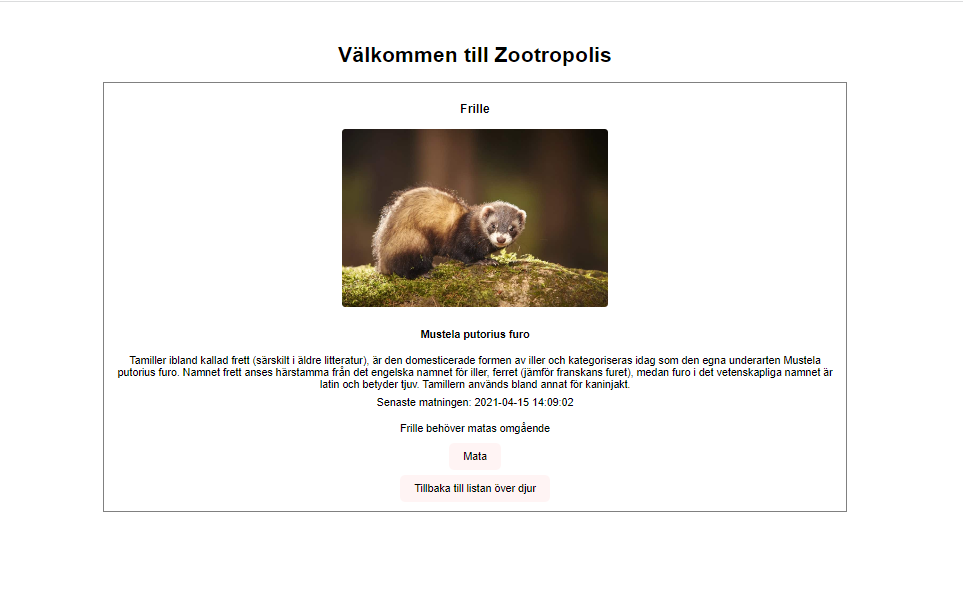 Välkommen till Zootropolis
Frille
Mustela putorius furo
Tamiller ibland kallad frett (särskilt i äldre litteratur), är den domesticerade formen av iller och kategoriseras idag som den egna underarten Mustela
putorius furo. Namnet frett anses härstamma från det engelska namnet för iller, ferret (jämför franskans furet), medan furo i det vetenskapliga namnet är
latin och betyder tjuv. Tamillern används bland annat för kaninjakt.
Senaste matningen: 2021-04-15 14:09:02
Frille behöver matas omgående
Mata
Tillbaka till listan över djur